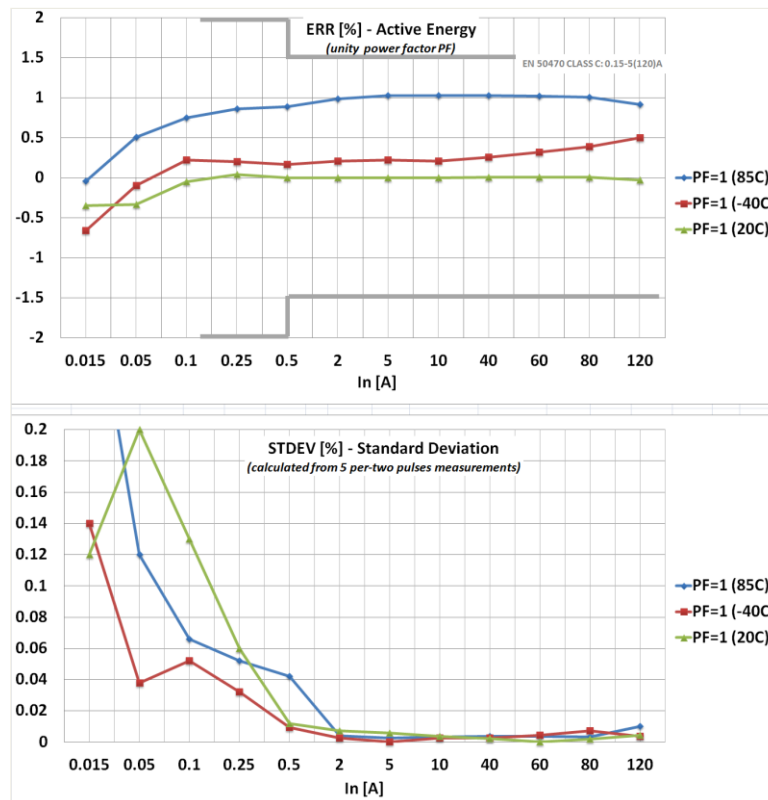 ERR [%] - Active Energy
(unity power factor PF)
EN 50470 CLASS C: 0.15-5(120)A
2
1.5
1
0.5
0
-0.5
-1
-1.5
-2
0.015 0.05 0.1 0.25 0.5 2 5 10 40 60 80 120
In [A]
PF=1 (85C)
PF=1 (-40C
PF=1 (20C)
STDEV [%] - Standard Deviation
(calculated from 5 per-two pulses measurements)
0.2
0.18
0.16
0.14
0.12
0.1
0.08
0.06
0.04
0.02
0
0.015 0.05 0.1 0.25 0.5 2 5 10 40 60 80 120
In [A]
PF=1 (85C)
PF=1 (-40C
PF=1 (20C)